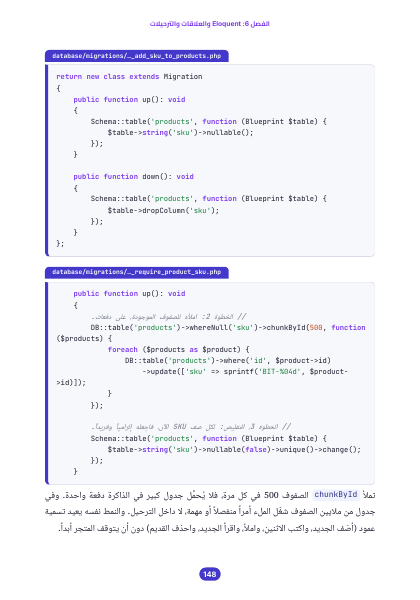 الفصل 6: Eloquent والعلاقات والترحيلات
database/migrations/…_add_sku_to_products.php
return new class extends Migration
{
    public function up(): void
    {
        Schema::table('products', function (Blueprint $table) {
            $table->string('sku')->nullable();
        });
    }

    public function down(): void
    {
        Schema::table('products', function (Blueprint $table) {
            $table->dropColumn('sku');
        });
    }
};
database/migrations/…_require_product_sku.php
    public function up(): void
    {
        // الخطوة 2: املأه للصفوف الموجودة، على دفعات.
        DB::table('products')->whereNull('sku')->chunkById(500, function
($products) {
            foreach ($products as $product) {
                DB::table('products')->where('id', $product->id)
                    ->update(['sku' => sprintf('BIT-%04d', $product-
>id)]);
            }
        });

        // الخطوة 3، التقليص: لكل صف SKU الآن، فاجعله إلزامياً وفريداً.
        Schema::table('products', function (Blueprint $table) {
            $table->string('sku')->nullable(false)->unique()->change();
        });
    }
تملأ chunkById الصفوف 500 في كل مرة، فلا يُحمَّل جدول كبير في الذاكرة دفعة واحدة. وفي
جدول من ملايين الصفوف شغّل الملء أمراً منفصلاً أو مهمة، لا داخل الترحيل. والنمط نفسه يعيد تسمية
عمود (أضف الجديد، واكتب الاثنين، واملأ، واقرأ الجديد، واحذف القديم) دون أن يتوقف المتجر أبداً.
148